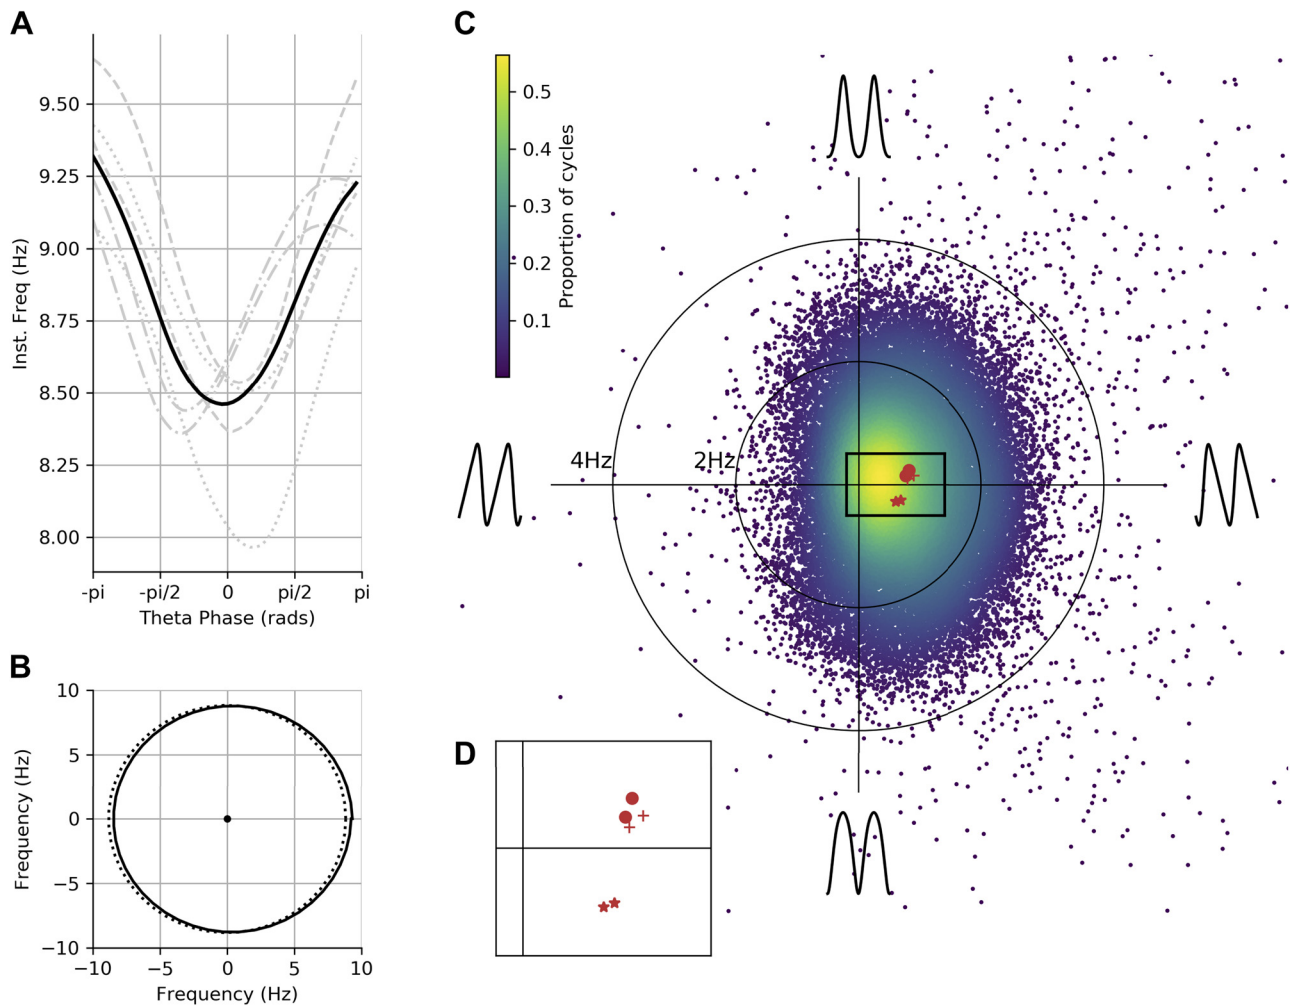 A
9.50
9.25
9.00
8.75
8.50
8.25
8.00
Inst. Freq (Hz)
-pi
-pi/2
0
pi/2
pi
Theta Phase (rads)
B
10
5
0
−5
−10
Frequency (Hz)
−10
−5
0
5
10
Frequency (Hz)
C
0.5
0.4
0.3
0.2
0.1
Proportion of cycles
4Hz
2Hz
D